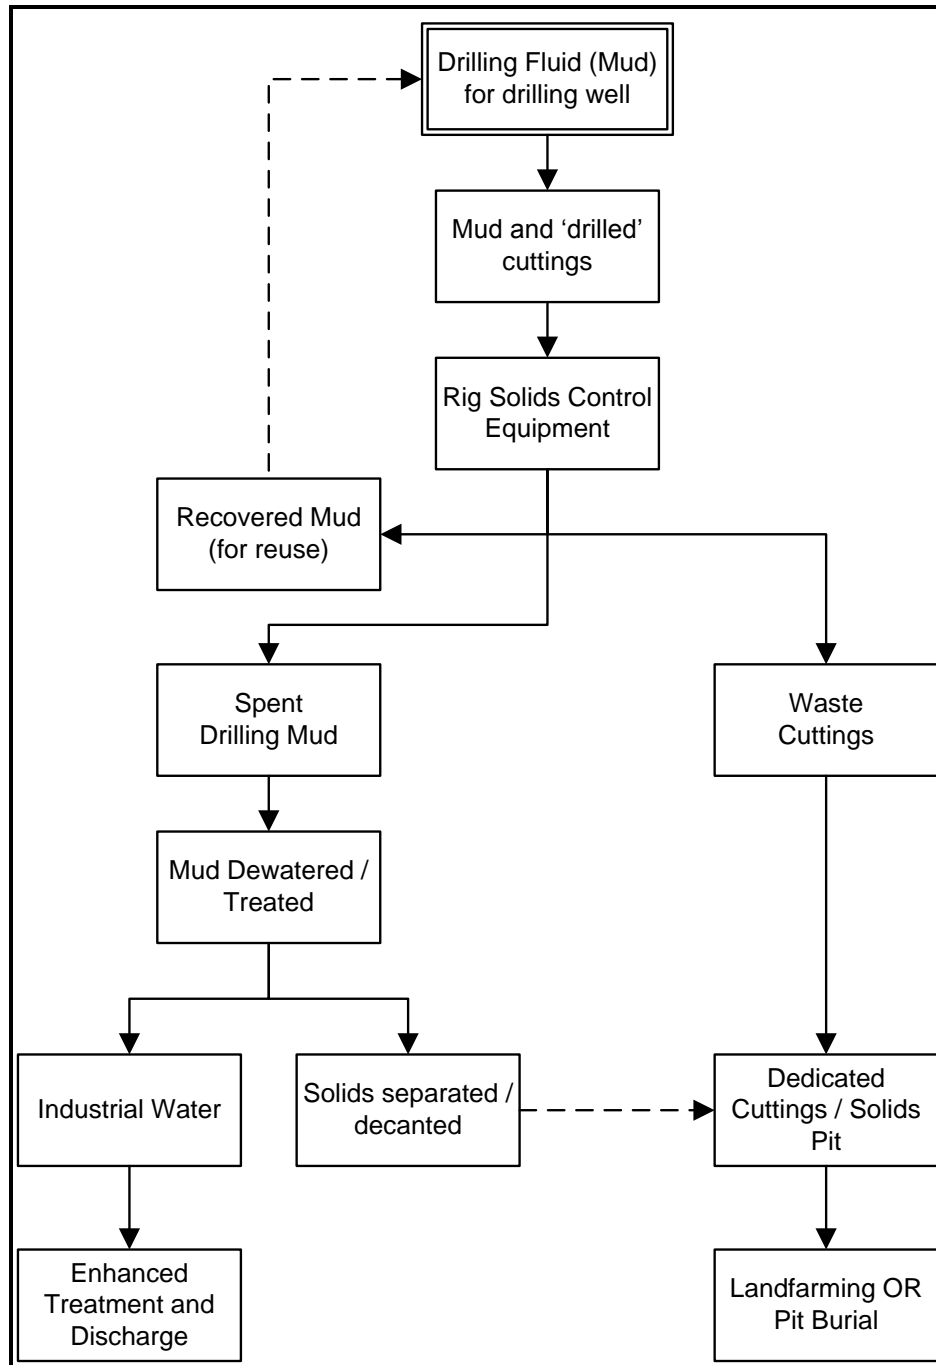 Drilling Fluid (Mud)
for drilling well
Mud and ‘drilled’
cuttings
Rig Solids Control
Equipment
Recovered Mud
(for reuse)
Spent
Drilling Mud
Waste
Cuttings
Mud Dewatered /
Treated
Industrial Water
Solids separated /
decanted
Dedicated
Cuttings / Solids
Pit
Enhanced
Treatment and
Discharge
Landfarming OR
Pit Burial